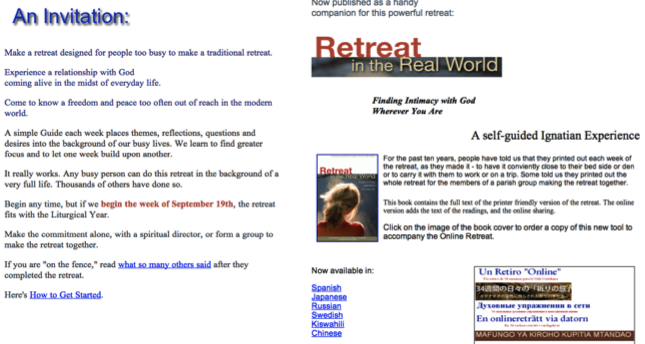 An Invitation:
Make a retreat designed for people too busy to make a traditional retreat.
Experience a relationship with God
coming alive in the midst of everyday life.
Come to know a freedom and peace too often out of reach in the modern
world.
A simple Guide each week places themes, reflections, questions and
desires into the background of our busy lives. We learn to find greater
focus and to let one week build upon another.
It really works. Any busy person can do this retreat in the background of a
very full life. Thousands of others have done so.
Begin any time, but if we begin the week of September 19th, the retreat
fits with the Liturgical Year.
Make the commitment alone, with a spiritual director, or form a group to
make the retreat together.
If you are "on the fence," read what so many others said after they
completed the retreat.
Here's How to Get Started.
Now published as a handy
companion for this powerful retreat:
Retreat
in the Real World
Finding Intimacy with God
Wherever You Are
A self-guided Ignatian Experience
Retreat
For the past ten years, people have told us that they printed out each week of
the retreat, as they made it - to have it conviently close to their bed side or den
or to carry it with them to work or on a trip. Some told us they printed out the
whole retreat for the members of a parish group making the retreat together.
This book contains the full text of the printer friendly version of the retreat. The online
version adds the text of the readings, and the online sharing.
Click on the image of the book cover to order a copy of this new tool to
accompany the Online Retreat.
Now available in:
Spanish
Japanese
Russian
Swedish
Kiswahili
Chinese
Un Retiro "Online"
34週間の日々の「祈りの旅」
Духовные упражнения в сети
En onlinereträtt via datorn
MAFUNGO YA KIROHO KUPITIA MTANDAO